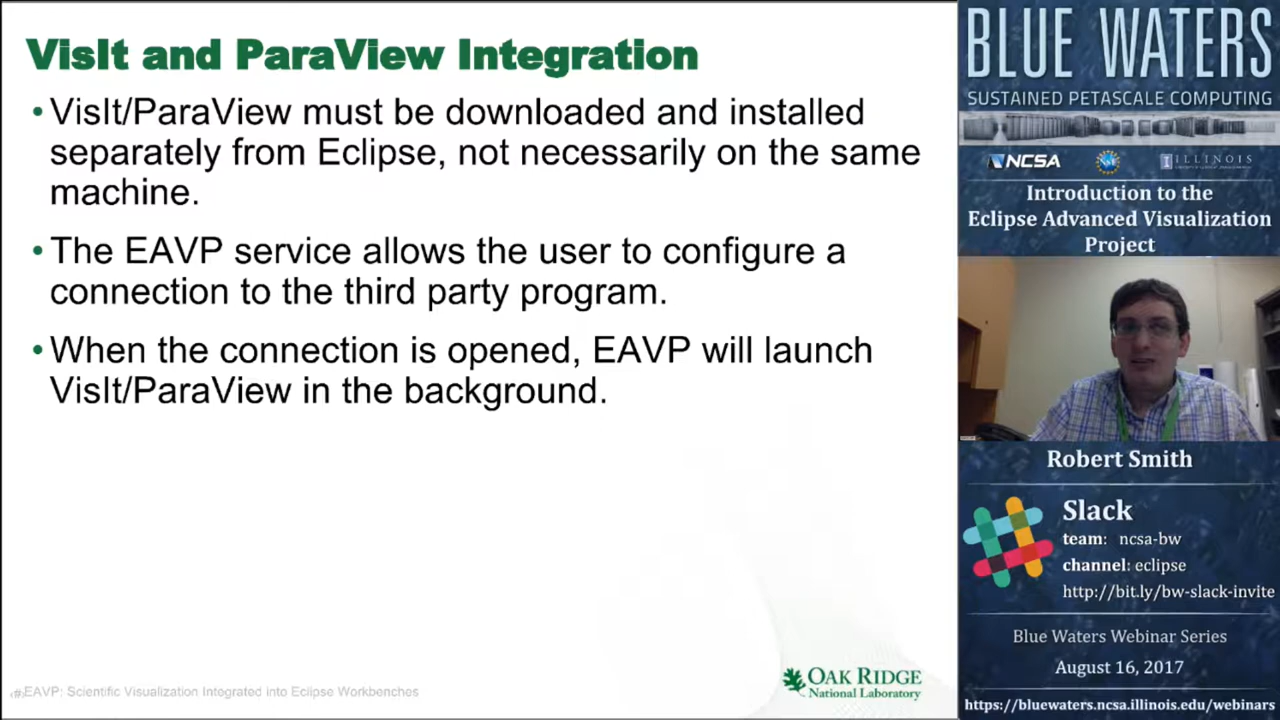 VisIt and ParaView Integration
• VisIt/ParaView must be downloaded and installed
separately from Eclipse, not necessarily on the same
machine.
• The EAVP service allows the user to configure a
connection to the third party program.
• When the connection is opened, EAVP will launch
VisIt/ParaView in the background.
‹#›EAVP: Scientific Visualization Integrated into Eclipse Workbenches
OAK RIDGE
National Laboratory
BLUE WATERS
SUSTAINED PETASCALE COMPUTING
NCSA
ILLINOIS
Introduction to the
Eclipse Advanced Visualization
Project
Robert Smith
Slack
team: ncsa-bw
channel: eclipse
http://bit.ly/bw-slack-invite
Blue Waters Webinar Series
August 16, 2017
https://bluewaters.ncsa.illinois.edu/webinars